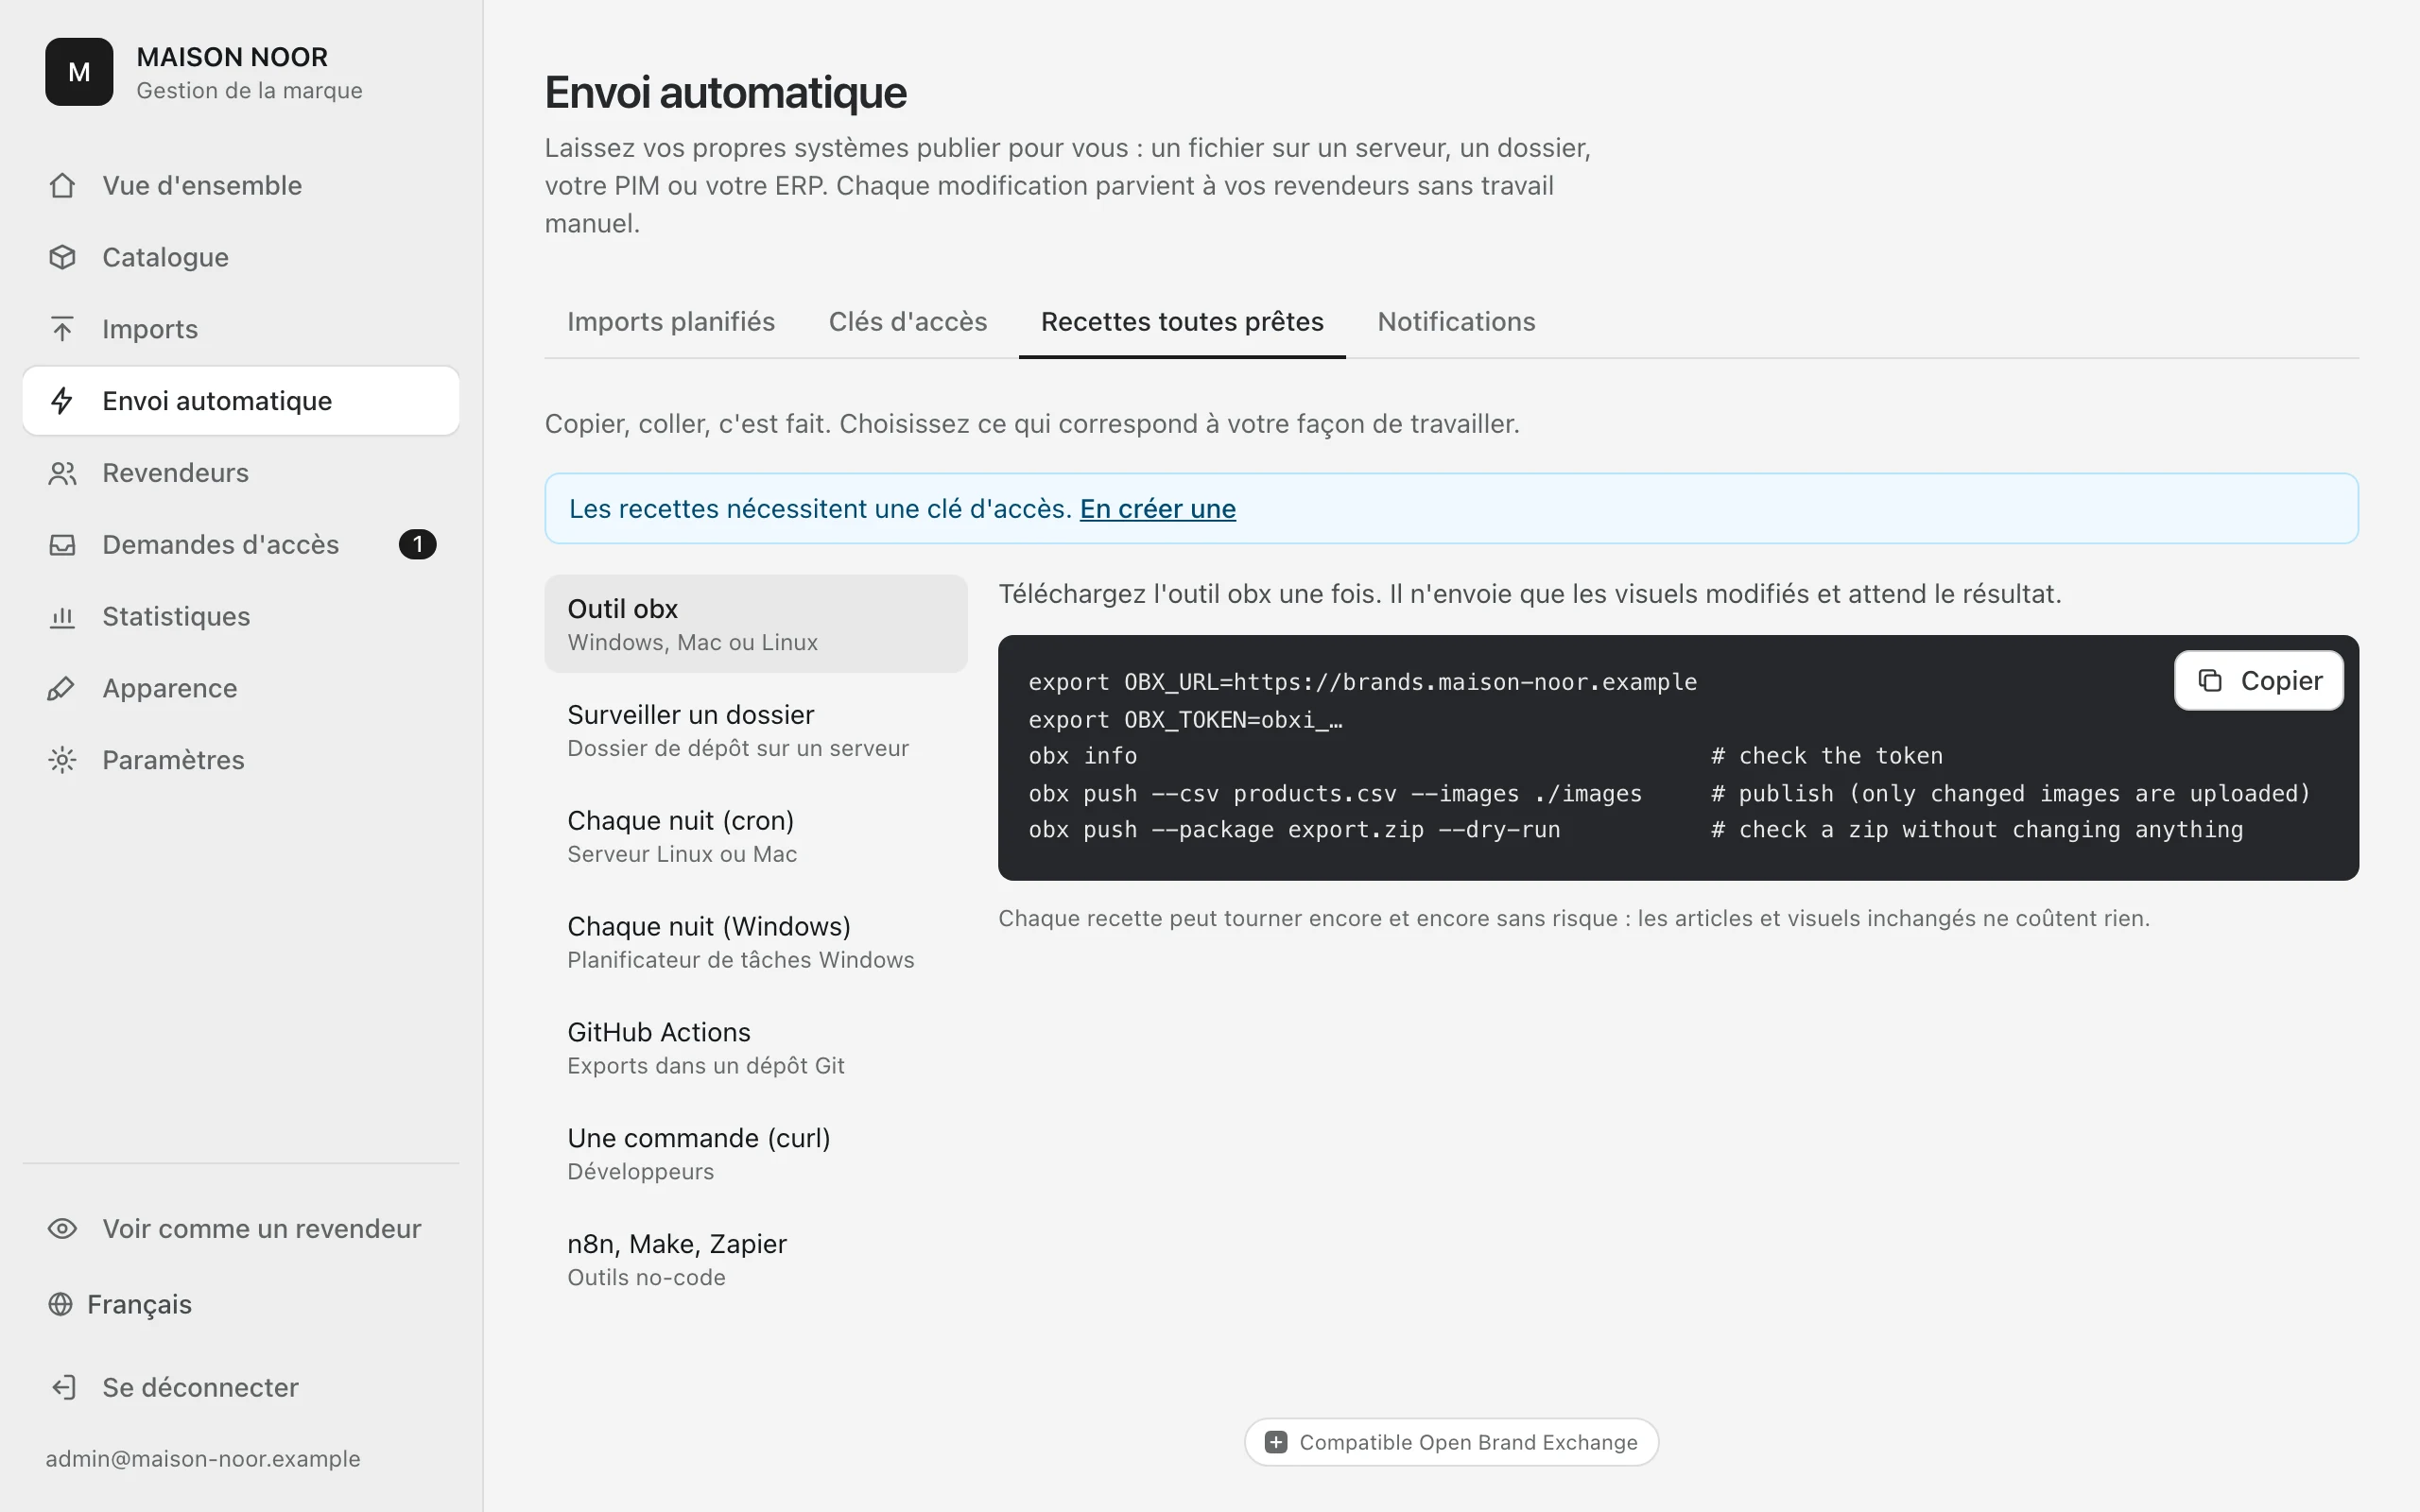 M
MAISON NOOR
Gestion de la marque
Vue d'ensemble
Catalogue
Imports
Envoi automatique
Revendeurs
Demandes d'accès 1
Statistiques
Apparence
Paramètres
Voir comme un revendeur
Français
Se déconnecter
admin@maison-noor.example
Envoi automatique
Laissez vos propres systèmes publier pour vous : un fichier sur un serveur, un dossier,
votre PIM ou votre ERP. Chaque modification parvient à vos revendeurs sans travail
manuel.
Imports planifiés Clés d'accès Recettes toutes prêtes Notifications
Copier, coller, c'est fait. Choisissez ce qui correspond à votre façon de travailler.
Les recettes nécessitent une clé d'accès. En créer une
Outil obx
Windows, Mac ou Linux
Surveiller un dossier
Dossier de dépôt sur un serveur
Chaque nuit (cron)
Serveur Linux ou Mac
Chaque nuit (Windows)
Planificateur de tâches Windows
GitHub Actions
Exports dans un dépôt Git
Une commande (curl)
Développeurs
n8n, Make, Zapier
Outils no-code
Téléchargez l'outil obx une fois. Il n'envoie que les visuels modifiés et attend le résultat.
Copier
export OBX_URL=https://brands.maison-noor.example
export OBX_TOKEN=obxi_…
obx info # check the token
obx push --csv products.csv --images ./images # publish (only changed images are uploaded)
obx push --package export.zip --dry-run # check a zip without changing anything
Chaque recette peut tourner encore et encore sans risque : les articles et visuels inchangés ne coûtent rien.
Compatible Open Brand Exchange